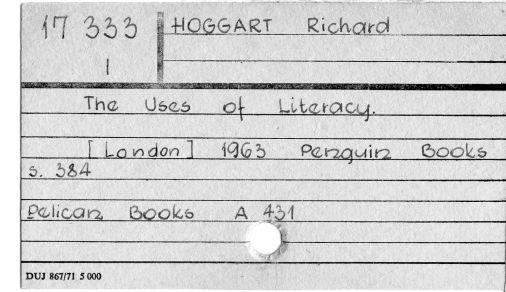 17 333 HOGGART Richard
1
The Uses of Literacy.
[London] 1963 Penguin Books
s. 384
Pelican Books A 431
DUJ 867/71 5 000